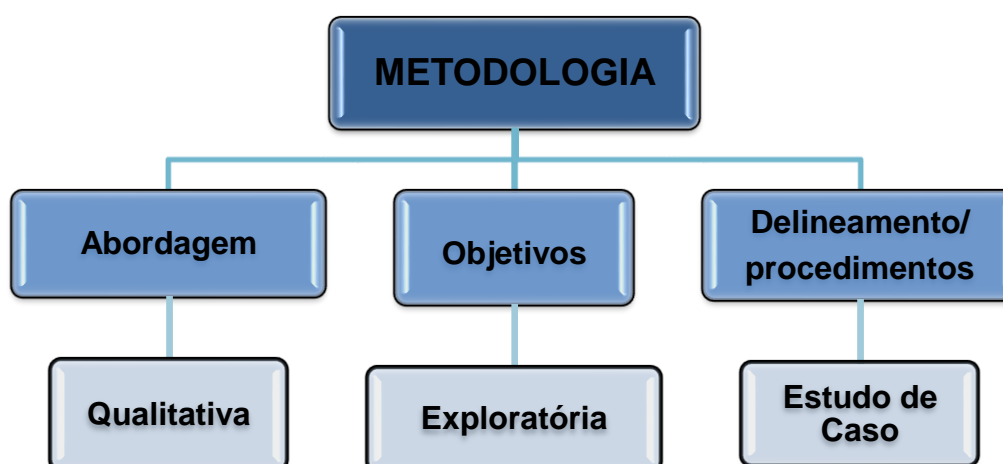 METODOLOGIA
Abordagem
Objetivos
Delineamento/
procedimentos
Qualitativa
Exploratória
Estudo de
Caso